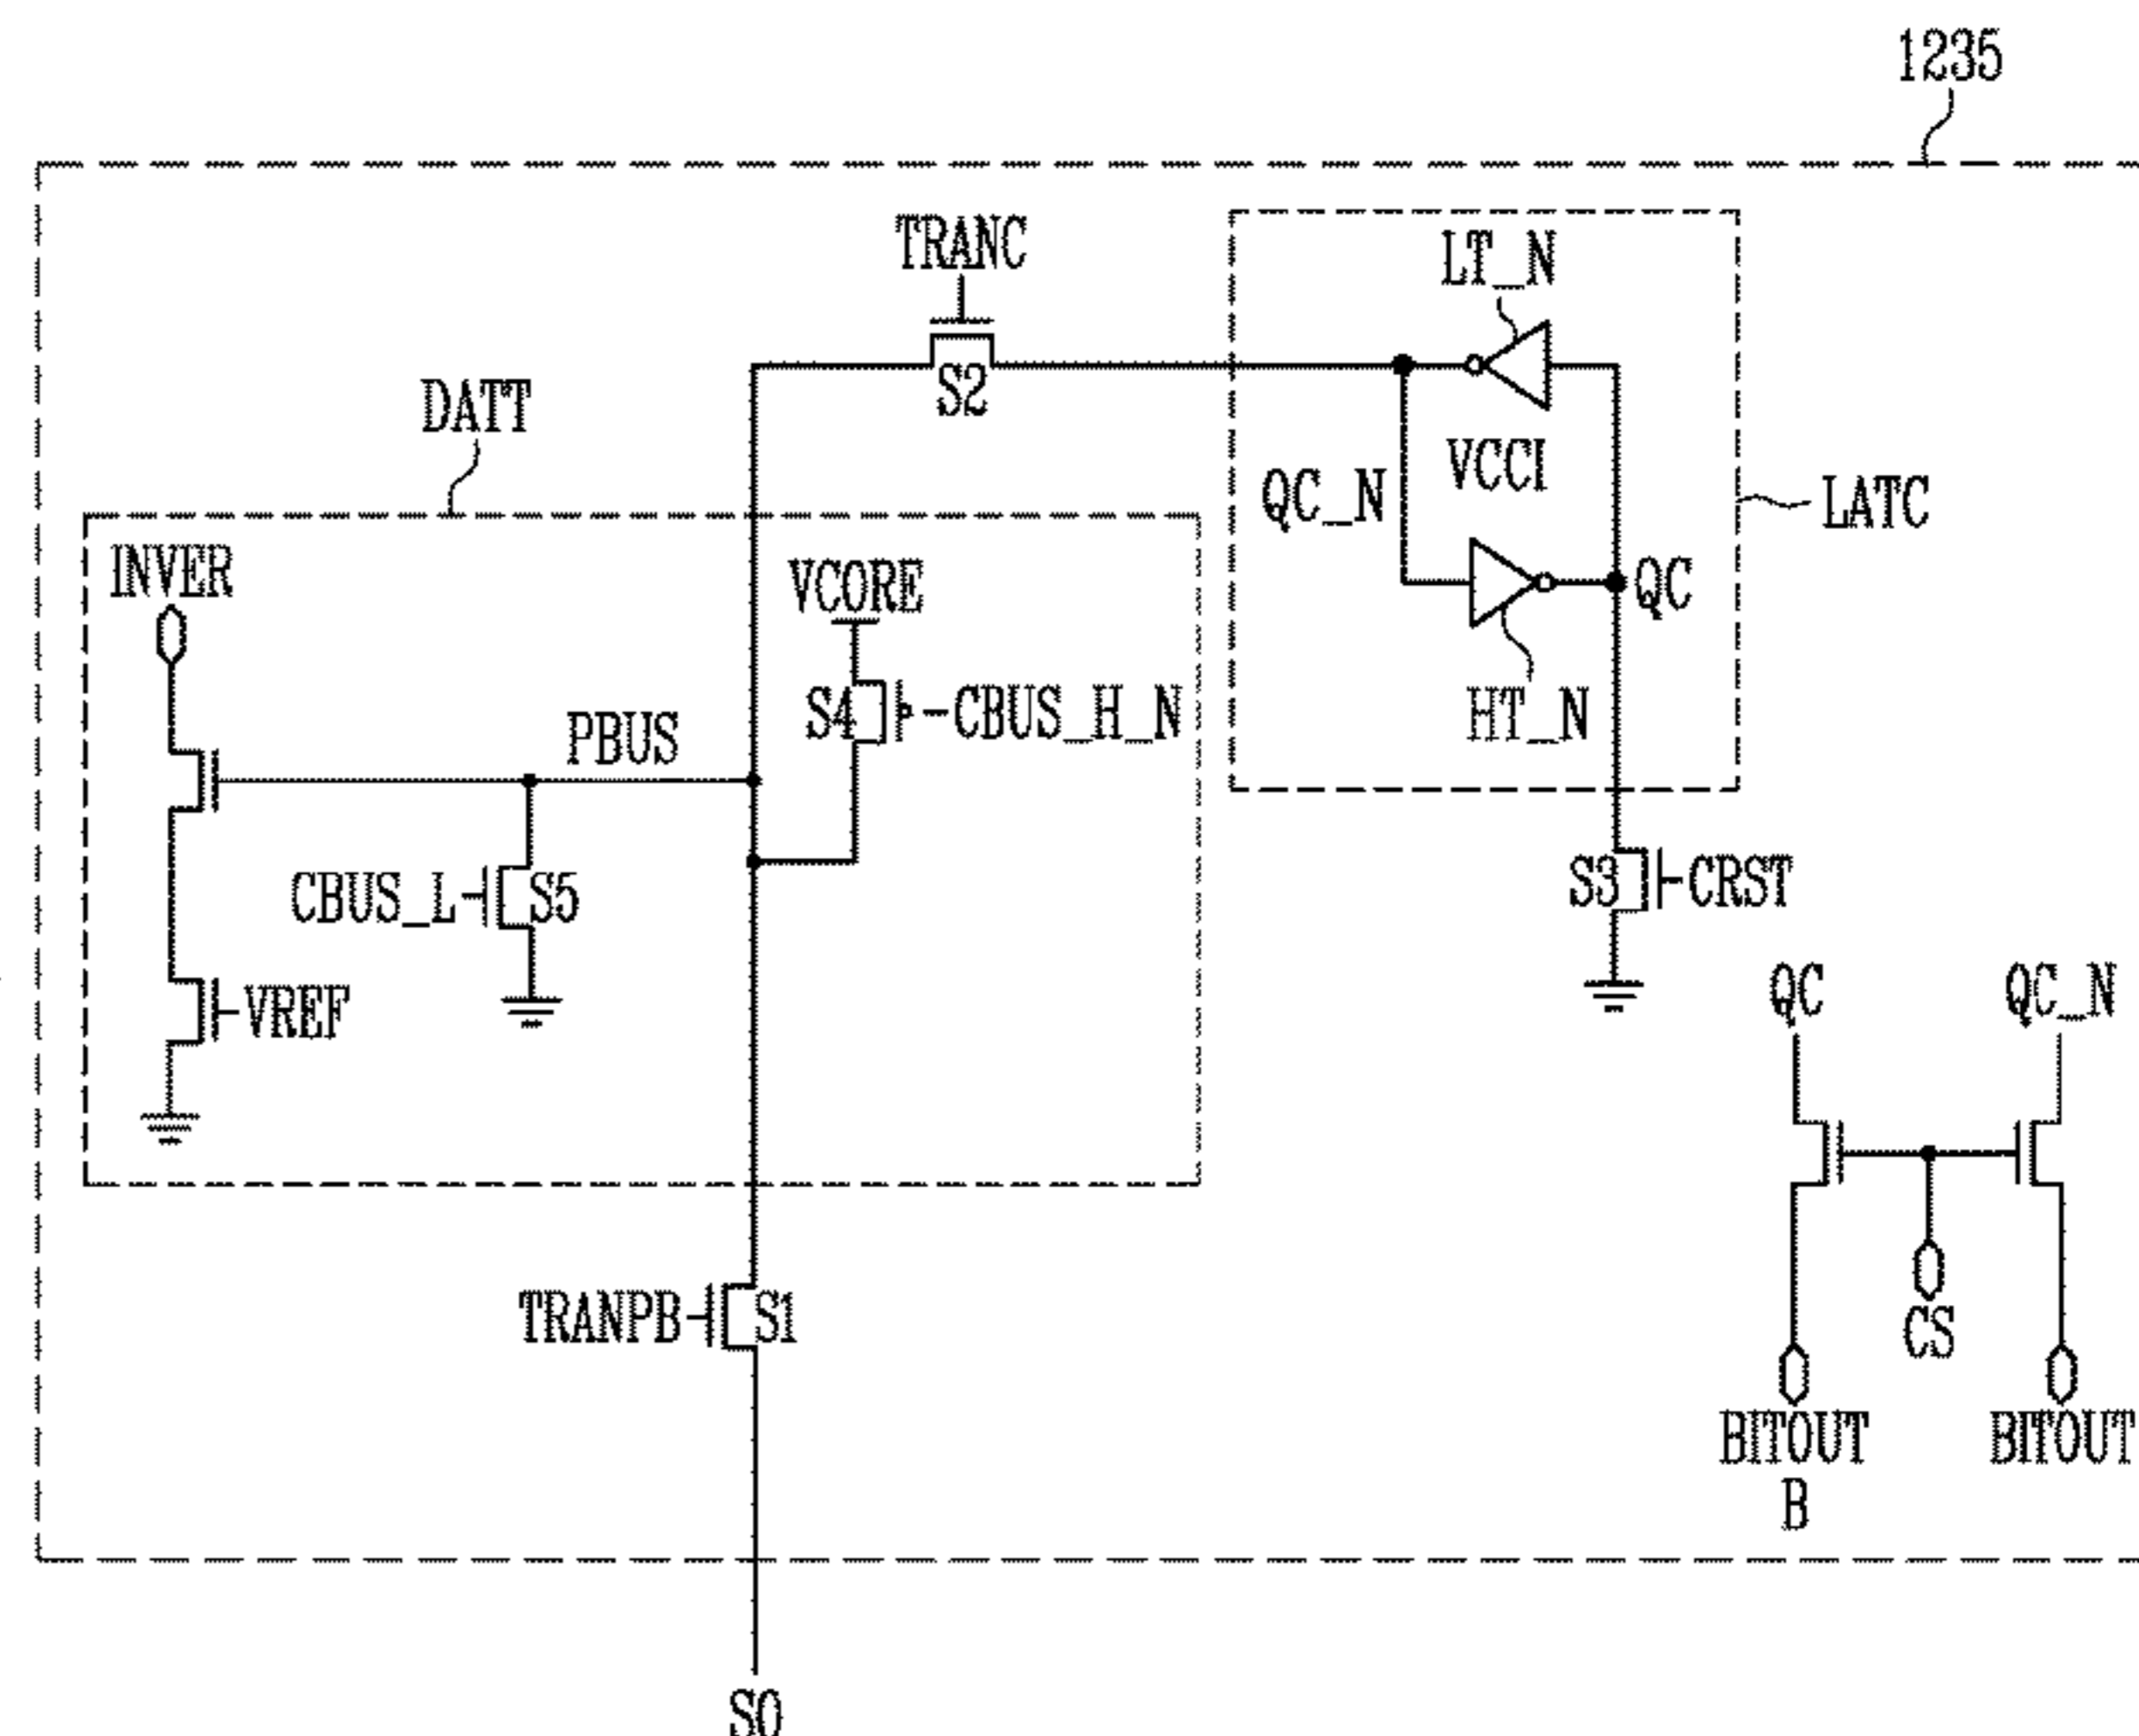 1235
TRANC
LT_N
S2
DATT
VCCI
QC_N
LATC
INVER
VCORE
QC
S4
CBUS_H_N
HT_N
PBUS
S3
CRST
CBUS_L
S5
VREF
QC
QC_N
TRANPB
S1
CS
BITOUT
B
BITOUT
SO